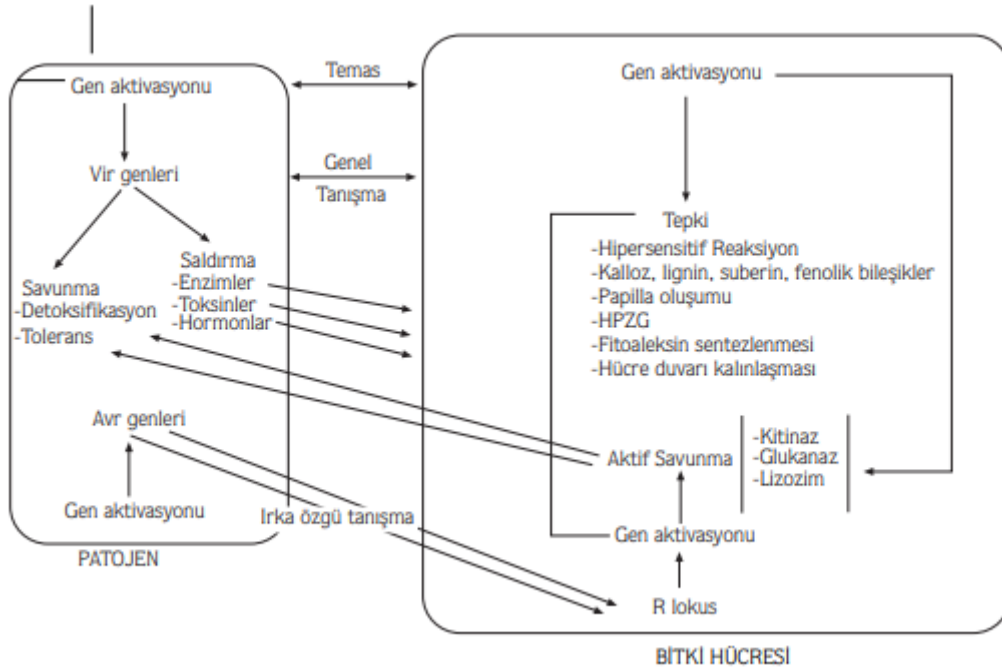 Gen aktivasyonu
Vir genleri
Savunma
-Detoksifikasyon
-Tolerans
Saldırma
-Enzimler
-Toksinler
-Hormonlar
Avr genleri
Gen aktivasyonu
PATOJEN
Temas
Genel
Tanışma
Irka özgü tanışma
Gen aktivasyonu
Tepki
-Hipersensitif Reaksiyon
-Kalloz, lignin, suberin, fenolik bileşikler
-Papilla oluşumu
-HPZG
-Fitoaleksin sentezlenmesi
-Hücre duvarı kalınlaşması
Aktif Savunma
-Kitinaz
-Glukanaz
-Lizozim
Gen aktivasyonu
R lokus
BİTKİ HÜCRESİ